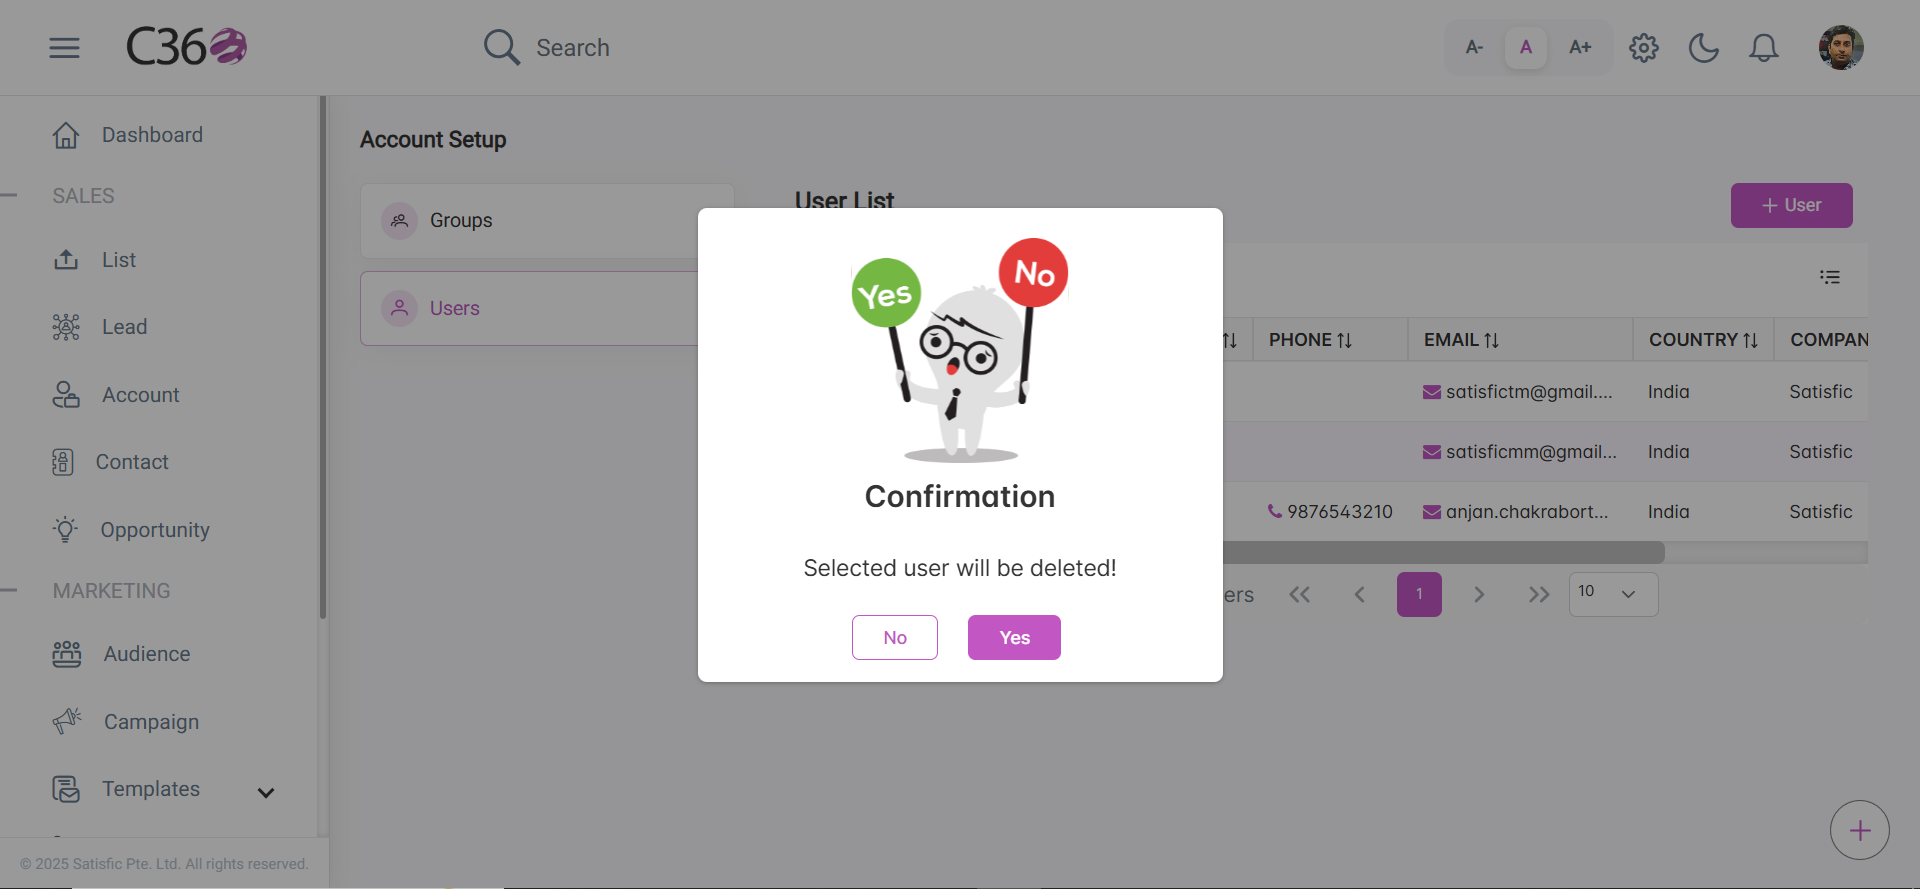 C360
Search
A-
A
A+
Dashboard
SALES
List
Lead
Account
Contact
Opportunity
MARKETING
Audience
Campaign
Templates
© 2025 Satisfic Pte. Ltd. All rights reserved.
Account Setup
Groups
Users
User List
+ User
PHONE
EMAIL
COUNTRY
COMPAN
satisfictm@gmail....
India
Satisfic
satisficmm@gmail...
India
Satisfic
9876543210
anjan.chakrabort...
India
Satisfic
ers
1
10
Yes
No
Confirmation
Selected user will be deleted!
No
Yes